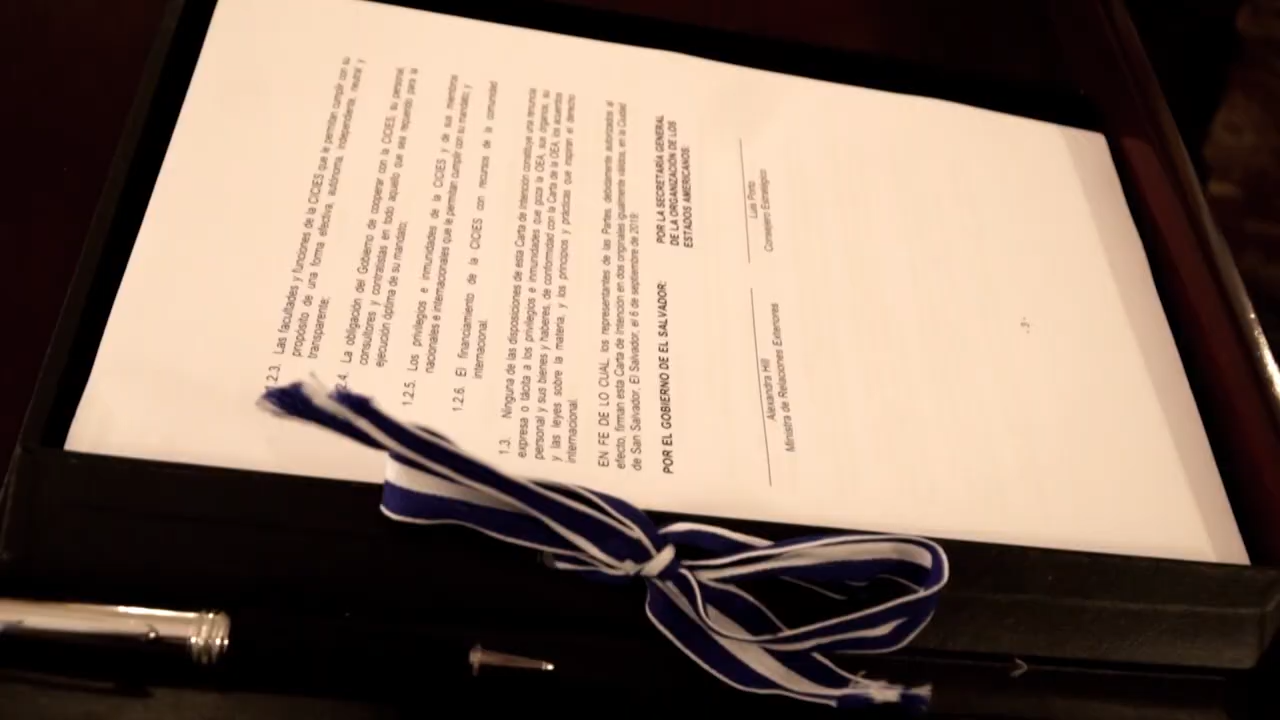 1.2.3. Las facultades y funciones de la CICIES que le permitan cumplir con su
propósito de una forma efectiva, autónoma, independiente, neutral y
transparente;
2.4. La obligación del Gobierno de cooperar con la CICIES, su personal,
consultores y contratistas en todo aquello que sea requerido para la
ejecución óptima de su mandato;
1.2.5. Los privilegios e inmunidades de la CICIES y de sus miembros
nacionales e internacionales que le permitan cumplir con su mandato; y
1.2.6. El financiamiento de la CICIES con recursos de la comunidad
internacional.
1.3. Ninguna de las disposiciones de esta Carta de Intención constituye una renuncia
expresa o tácita a los privilegios e inmunidades que goza la OEA, sus órganos, su
personal y sus bienes y haberes, de conformidad con la Carta de la OEA, los acuerdos
y las leyes sobre la materia, y los principios y prácticas que inspiran el derecho
internacional.
EN FE DE LO CUAL, los representantes de las Partes, debidamente autorizados al
efecto, firman esta Carta de Intención en dos originales igualmente válidos, en la Ciudad
de San Salvador, El Salvador, el 6 de septiembre de 2019:
POR EL GOBIERNO DE EL SALVADOR:
POR LA SECRETARÍA GENERAL
DE LA ORGANIZACIÓN DE LOS
ESTADOS AMERICANOS:
Alexandra Hill
Ministra de Relaciones Exteriores
Luis Porto
Consejero Estratégico
- 3 -